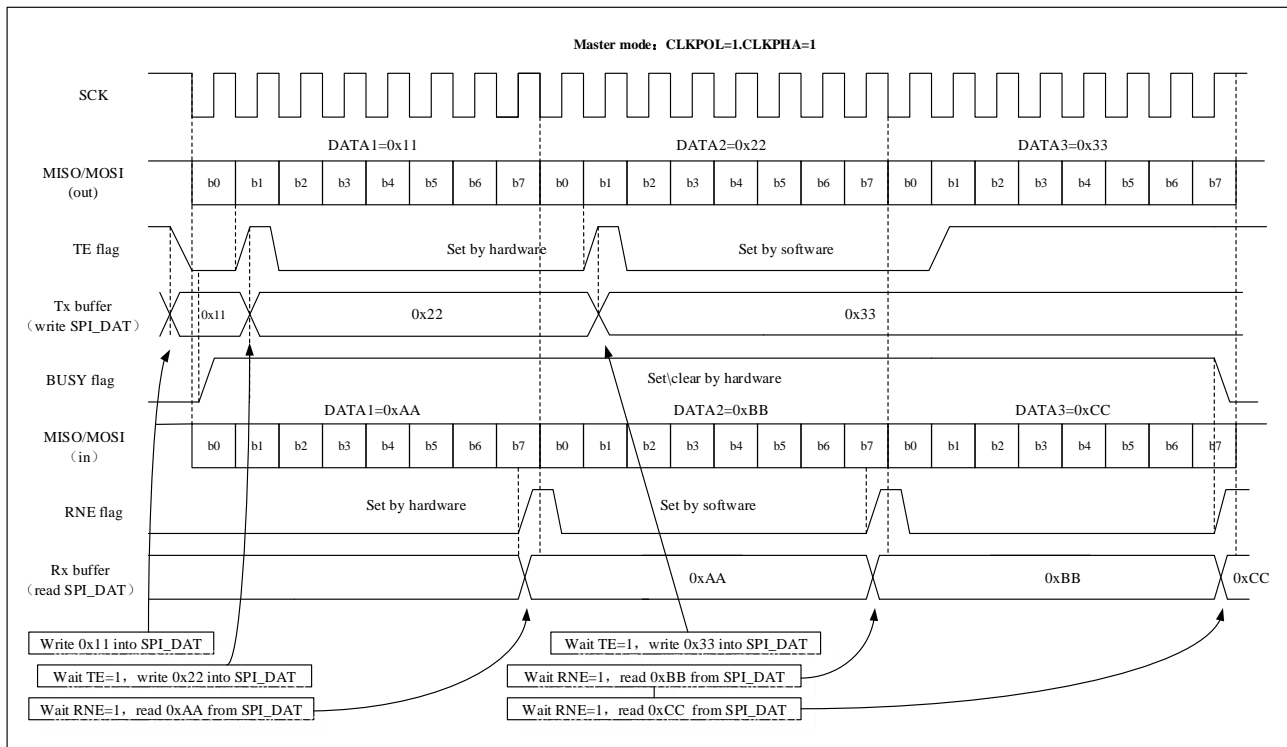 Master mode：CLKPOL=1.CLKPHA=1
SCK
DATA1=0x11 DATA2=0x22 DATA3=0x33
MISO/MOSI
(out)
b0 b1 b2 b3 b4 b5 b6 b7 b0 b1 b2 b3 b4 b5 b6 b7 b0 b1 b2 b3 b4 b5 b6 b7
TE flag
Set by hardware Set by software
Tx buffer
（write SPI_DAT）
0x11 0x22 0x33
BUSY flag
Set\clear by hardware
DATA1=0xAA DATA2=0xBB DATA3=0xCC
MISO/MOSI
（in）
b0 b1 b2 b3 b4 b5 b6 b7 b0 b1 b2 b3 b4 b5 b6 b7 b0 b1 b2 b3 b4 b5 b6 b7
RNE flag
Set by hardware Set by software
Rx buffer
（read SPI_DAT）
0xAA 0xBB 0xCC
Write 0x11 into SPI_DAT
Wait TE=1，write 0x22 into SPI_DAT
Wait RNE=1，read 0xAA from SPI_DAT
Wait TE=1，write 0x33 into SPI_DAT
Wait RNE=1，read 0xBB from SPI_DAT
Wait RNE=1，read 0xCC from SPI_DAT